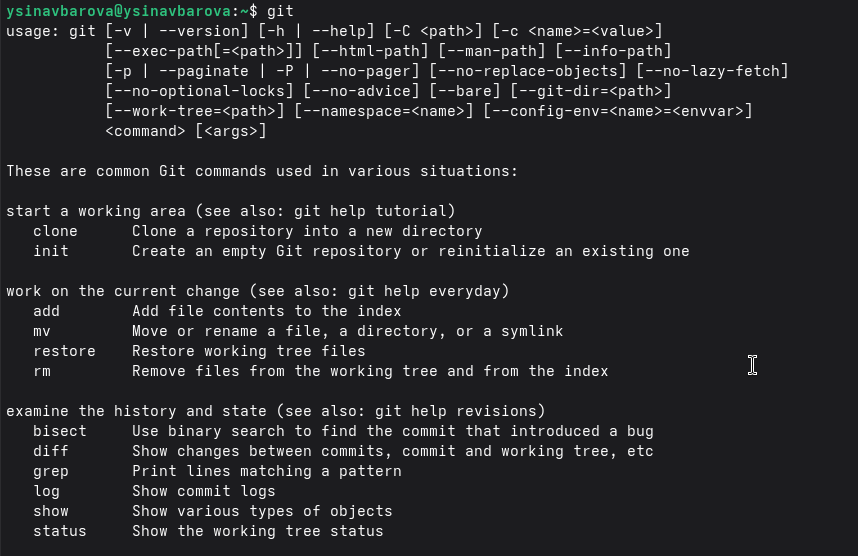 ysinavbarova@ysinavbarova:~$ git
usage: git [-v | --version] [-h | --help] [-C <path>] [-c <name>=<value>]
           [--exec-path[=<path>]] [--html-path] [--man-path] [--info-path]
           [-p | --paginate | -P | --no-pager] [--no-replace-objects] [--no-lazy-fetch]
           [--no-optional-locks] [--no-advice] [--bare] [--git-dir=<path>]
           [--work-tree=<path>] [--namespace=<name>] [--config-env=<name>=<envvar>]
           <command> [<args>]

These are common Git commands used in various situations:

start a working area (see also: git help tutorial)
   clone      Clone a repository into a new directory
   init       Create an empty Git repository or reinitialize an existing one

work on the current change (see also: git help everyday)
   add        Add file contents to the index
   mv         Move or rename a file, a directory, or a symlink
   restore    Restore working tree files
   rm         Remove files from the working tree and from the index

examine the history and state (see also: git help revisions)
   bisect     Use binary search to find the commit that introduced a bug
   diff       Show changes between commits, commit and working tree, etc
   grep       Print lines matching a pattern
   log        Show commit logs
   show       Show various types of objects
   status     Show the working tree status